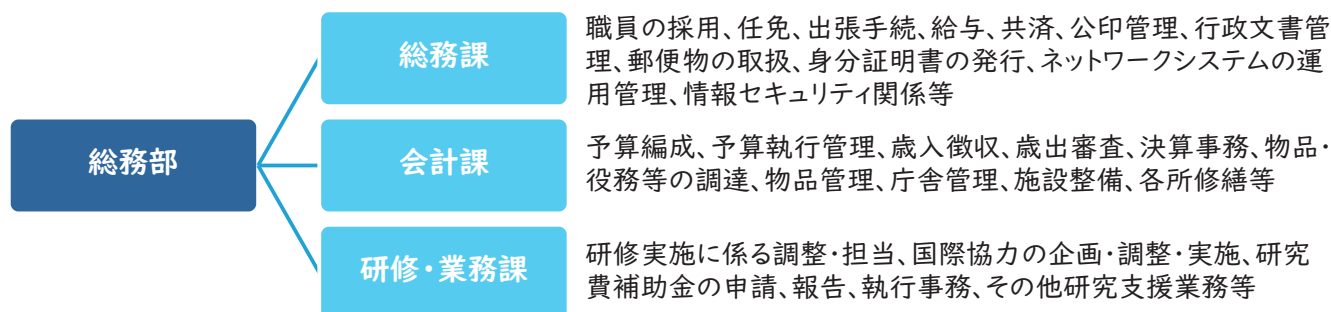 総務部
総務課
職員の採用、任免、出張手続、給与、共済、公印管理、行政文書管
理、郵便物の取扱、身分証明書の発行、ネットワークシステムの運
用管理、情報セキュリティ関係等
会計課
予算編成、予算執行管理、歳入徴収、歳出審査、決算事務、物品・
役務等の調達、物品管理、庁舎管理、施設整備、各所修繕等
研修・業務課
研修実施に係る調整・担当、国際協力の企画・調整・実施、研究
費補助金の申請、報告、執行事務、その他研究支援業務等